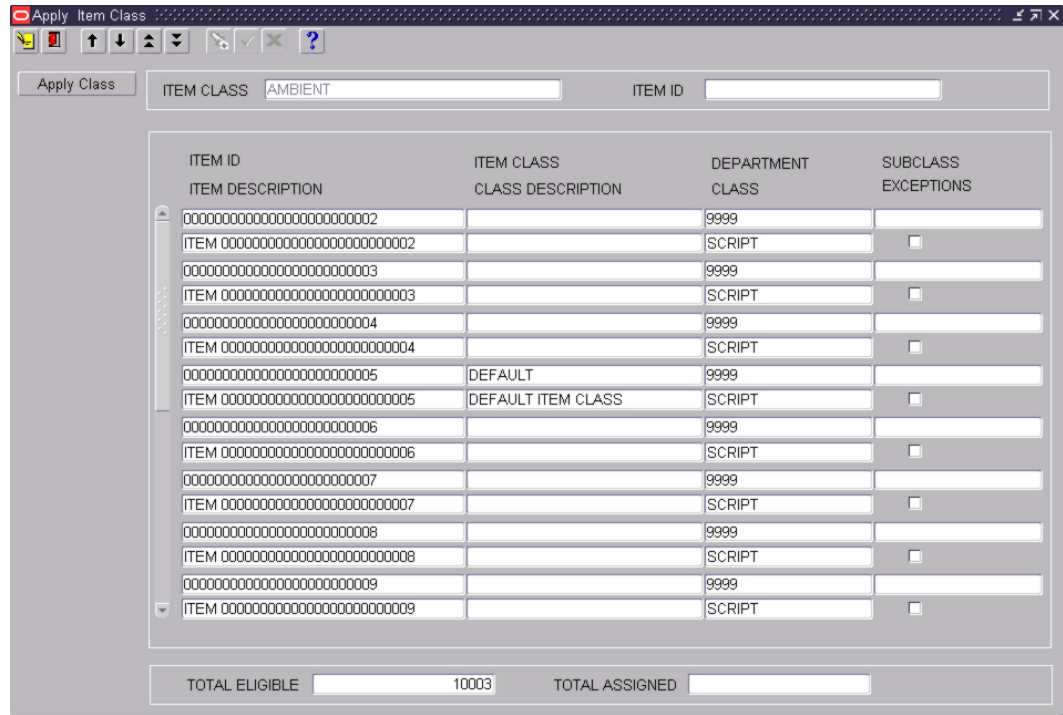 Apply Item Class
?
Apply Class
ITEM CLASS AMBIENT ITEM ID
ITEM ID ITEM CLASS DEPARTMENT SUBCLASS
ITEM DESCRIPTION CLASS DESCRIPTION CLASS EXCEPTIONS
0000000000000000000000002 9999
ITEM 0000000000000000000000002 SCRIPT
0000000000000000000000003 9999
ITEM 0000000000000000000000003 SCRIPT
0000000000000000000000004 9999
ITEM 0000000000000000000000004 SCRIPT
0000000000000000000000005 DEFAULT 9999
ITEM 0000000000000000000000005 DEFAULT ITEM CLASS SCRIPT
0000000000000000000000006 9999
ITEM 0000000000000000000000006 SCRIPT
0000000000000000000000007 9999
ITEM 0000000000000000000000007 SCRIPT
0000000000000000000000008 9999
ITEM 0000000000000000000000008 SCRIPT
0000000000000000000000009 9999
ITEM 0000000000000000000000009 SCRIPT
TOTAL ELIGIBLE 10003 TOTAL ASSIGNED